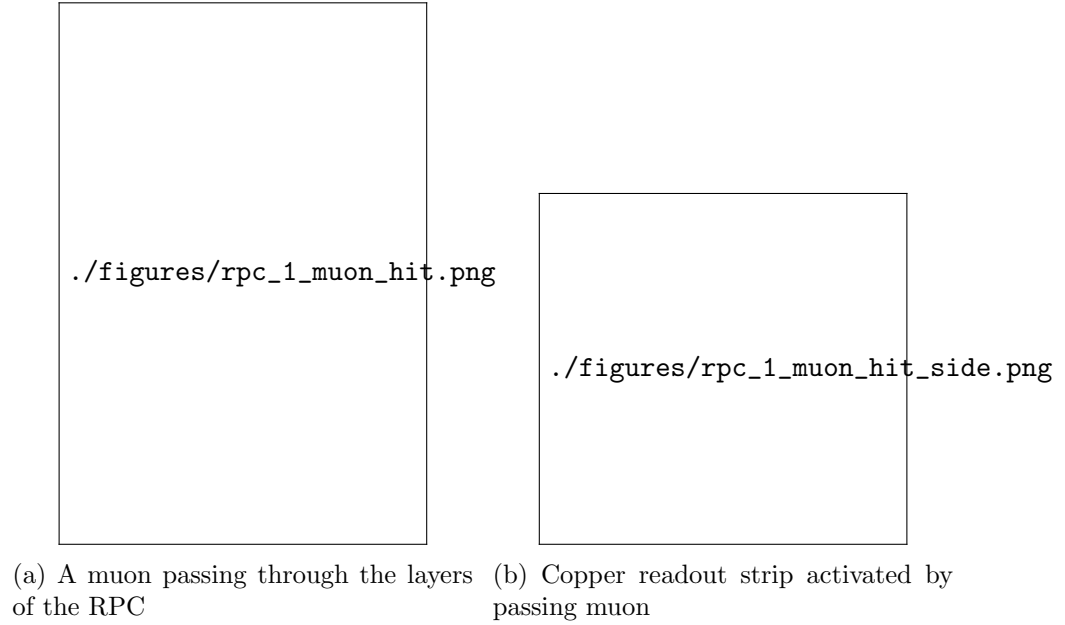 ./figures/rpc_1_muon_hit.png
./figures/rpc_1_muon_hit_side.png
(a) A muon passing through the layers
of the RPC
(b) Copper readout strip activated by
passing muon